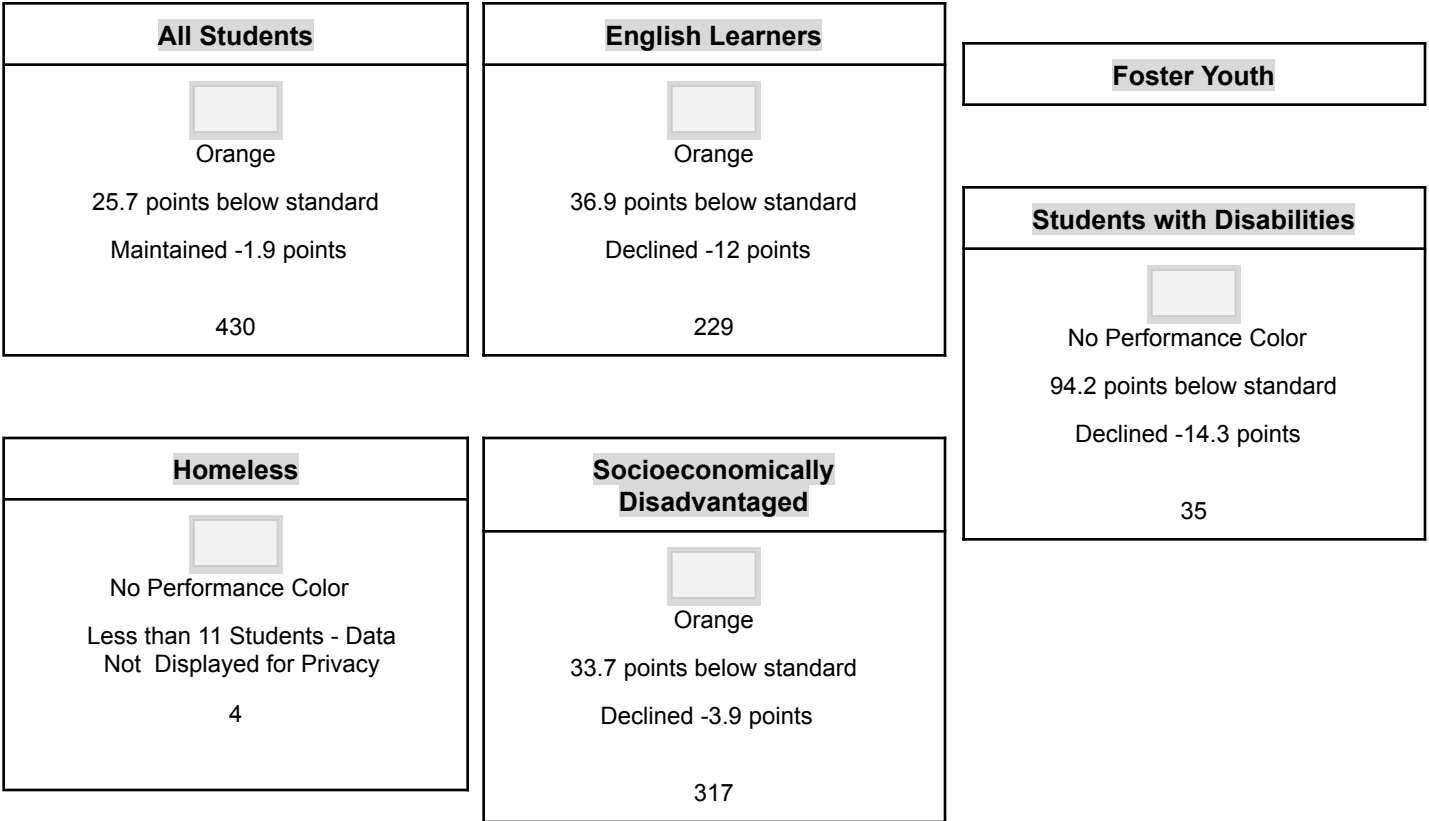 All Students
Orange
25.7 points below standard
Maintained -1.9 points
430
English Learners
Orange
36.9 points below standard
Declined -12 points
229
Foster Youth
Students with Disabilities
No Performance Color
94.2 points below standard
Declined -14.3 points
35
Homeless
No Performance Color
Less than 11 Students - Data
Not Displayed for Privacy
4
Socioeconomically
Disadvantaged
Orange
33.7 points below standard
Declined -3.9 points
317